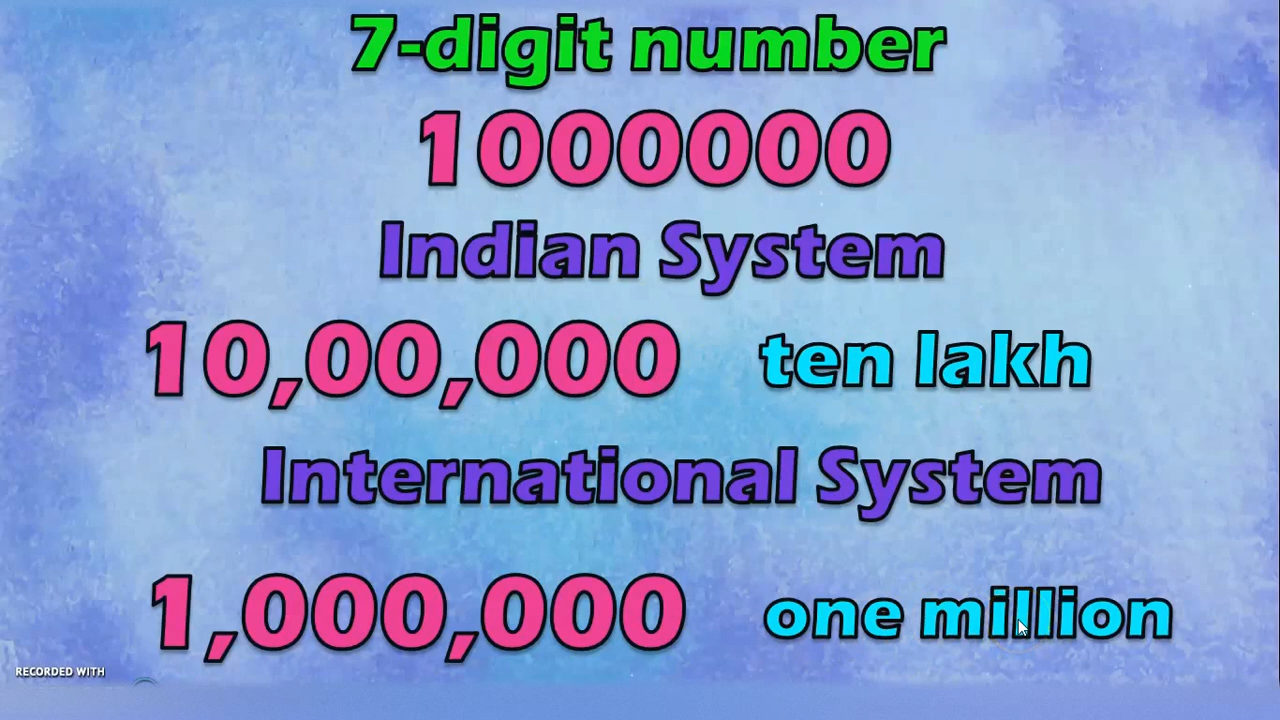 7-digit number
1000000
Indian System
10,00,000 ten lakh
International System
1,000,000 one million
RECORDED WITH